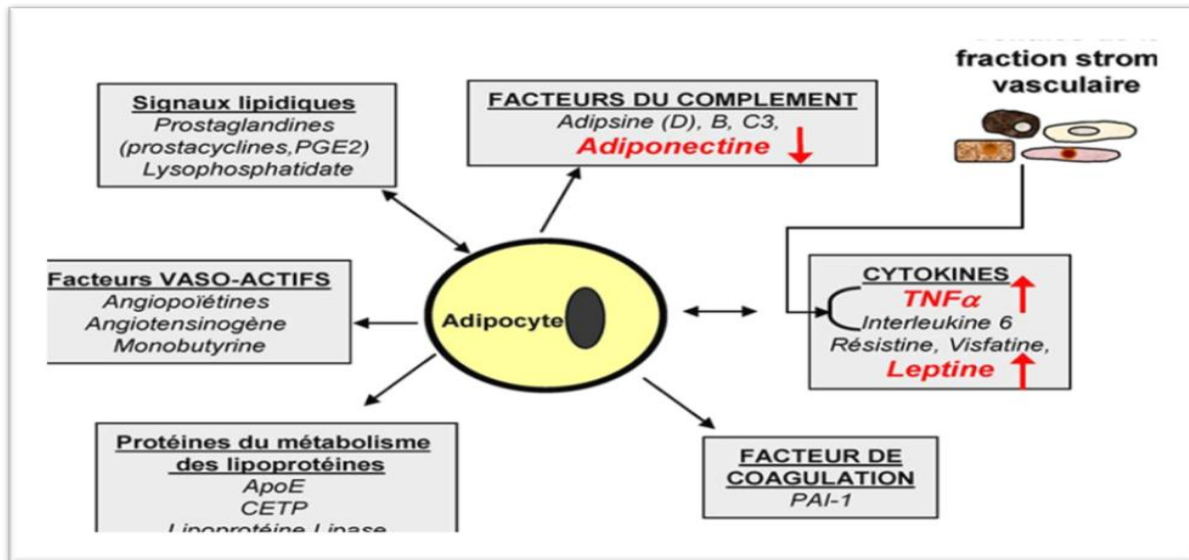 fraction strom
vasculaire
Signaux lipidiques
Prostaglandines
(prostacyclines,PGE2)
Lysophosphatidate
FACTEURS DU COMPLEMENT
Adipsine (D), B, C3,
Adiponectine
Facteurs VASO-ACTIFS
Angiopoïétines
Angiotensinogène
Monobutyrine
Adipocyte
CYTOKINES
TNFα
Interleukine 6
Résistine, Visfatine,
Leptine
Protéines du métabolisme
des lipoprotéines
ApoE
CETP
Lipoprotéine Lipase
FACTEUR DE
COAGULATION
PAI-1